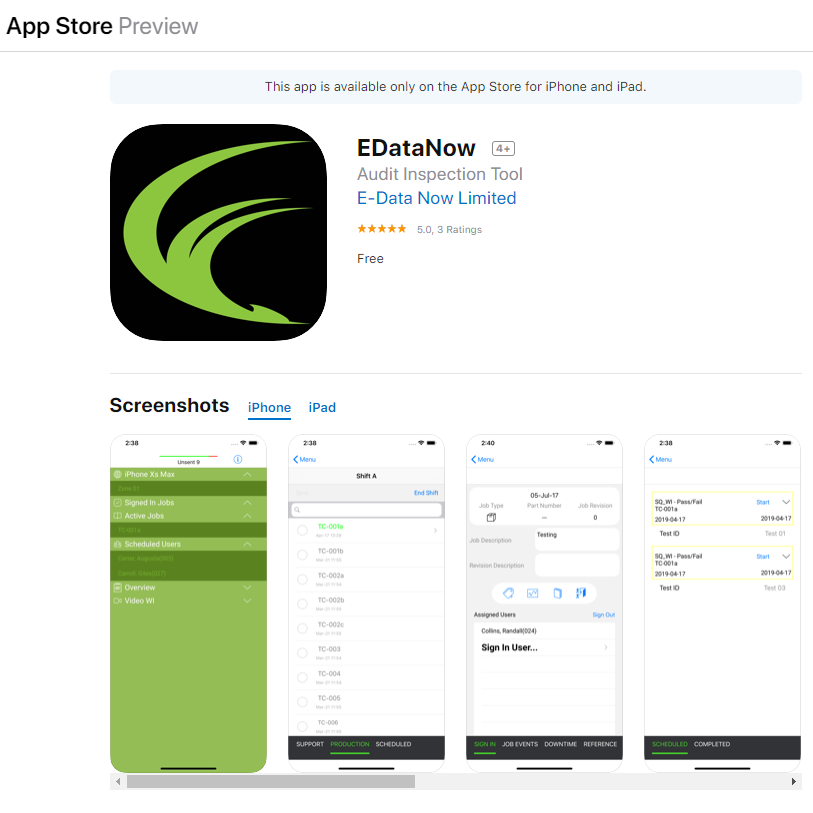 App Store Preview
This app is available only on the App Store for iPhone and iPad.
EDataNow 4+
Audit Inspection Tool
E-Data Now Limited
★★★★★ 5.0, 3 Ratings
Free
Screenshots iPhone iPad
2:38
Unsent 9
iPhone Xs Max
Signed In Jobs
Active Jobs
TC-001a
Scheduled Users
Overview
Video WI
2:38
Menu
Shift A
End Shift
TC-001a
TC-001b
TC-002a
TC-002b
TC-002c
TC-003
TC-004
TC-005
TC-006
SUPPORT PRODUCTION SCHEDULED
2:40
Menu
05-Jul-17
Job Type Part Number Job Revision
-- 0
Job Description Testing
Revision Description
Assigned Users Sign Out
Collins, Randall(024)
Sign In User...
SIGN IN JOB EVENTS DOWNTIME REFERENCE
2:38
Menu
SQ_WI - Pass/Fail Start
TC-001a
2019-04-17 2019-04-17
Test ID Test 01
SQ_WI - Pass/Fail Start
TC-001a
2019-04-17 2019-04-17
Test ID Test 03
SCHEDULED COMPLETED